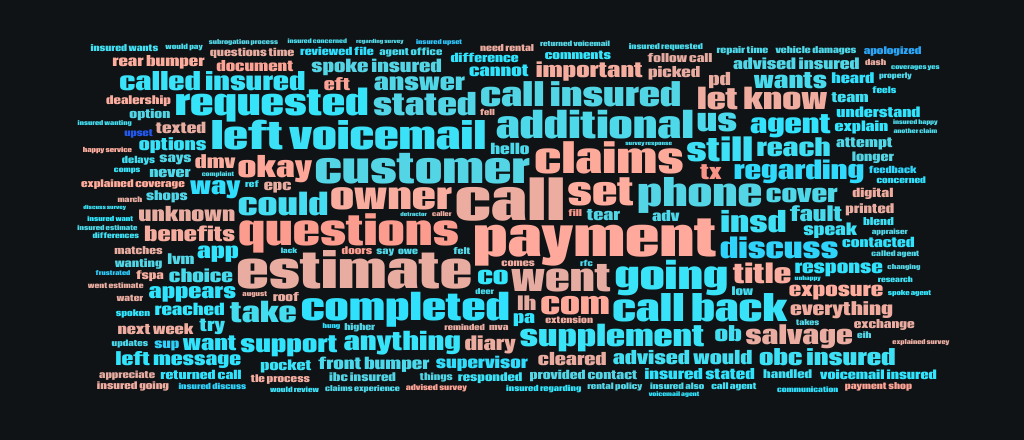 subrogation process insured concerned regarding survey insured upset
insured wants would pay questions time reviewed file agent office difference need rental returned voicemail comments insured requested repair time vehicle damages apologized
rear bumper document spoke insured cannot important picked follow call advised insured dash coverages yes
called insured eft answer pd wants heard properly
dealership requested stated call insured let know team feels
option fell understand
insured wanting upset texted left voicemail additional us agent explain insured happy another claim
options hello survey response attempt
happy service delays says dmv okay customer claims still reach longer
comps never complaint tx regarding feedback concerned
explained coverage shops way ref epc owner call set phone cover digital
march could fill tear adv printed
discuss survey unknown detractor caller insd fault blend
insured want benefits questions payment speak appraiser
insured estimate differences discuss contacted
matches lvm app lack doors say owe felt called agent
wanting comes rfc response changing
frustrated fspa choice estimate co went going title unhappy research
went estimate appears august roof deer low exposure spoke agent
water take completed lh com call back everything
spoken reached pa extension takes exchange
next week try hung higher reminded mva supplement ob salvage eih
updates sup want support anything diary explained survey
left message pocket front bumper supervisor cleared advised would obc insured
appreciate returned call tle process ibc insured things responded provided contact insured stated handled voicemail insured
insured going insured discuss would review claims experience advised survey insured regarding rental policy insured also call agent communication payment shop
voicemail agent